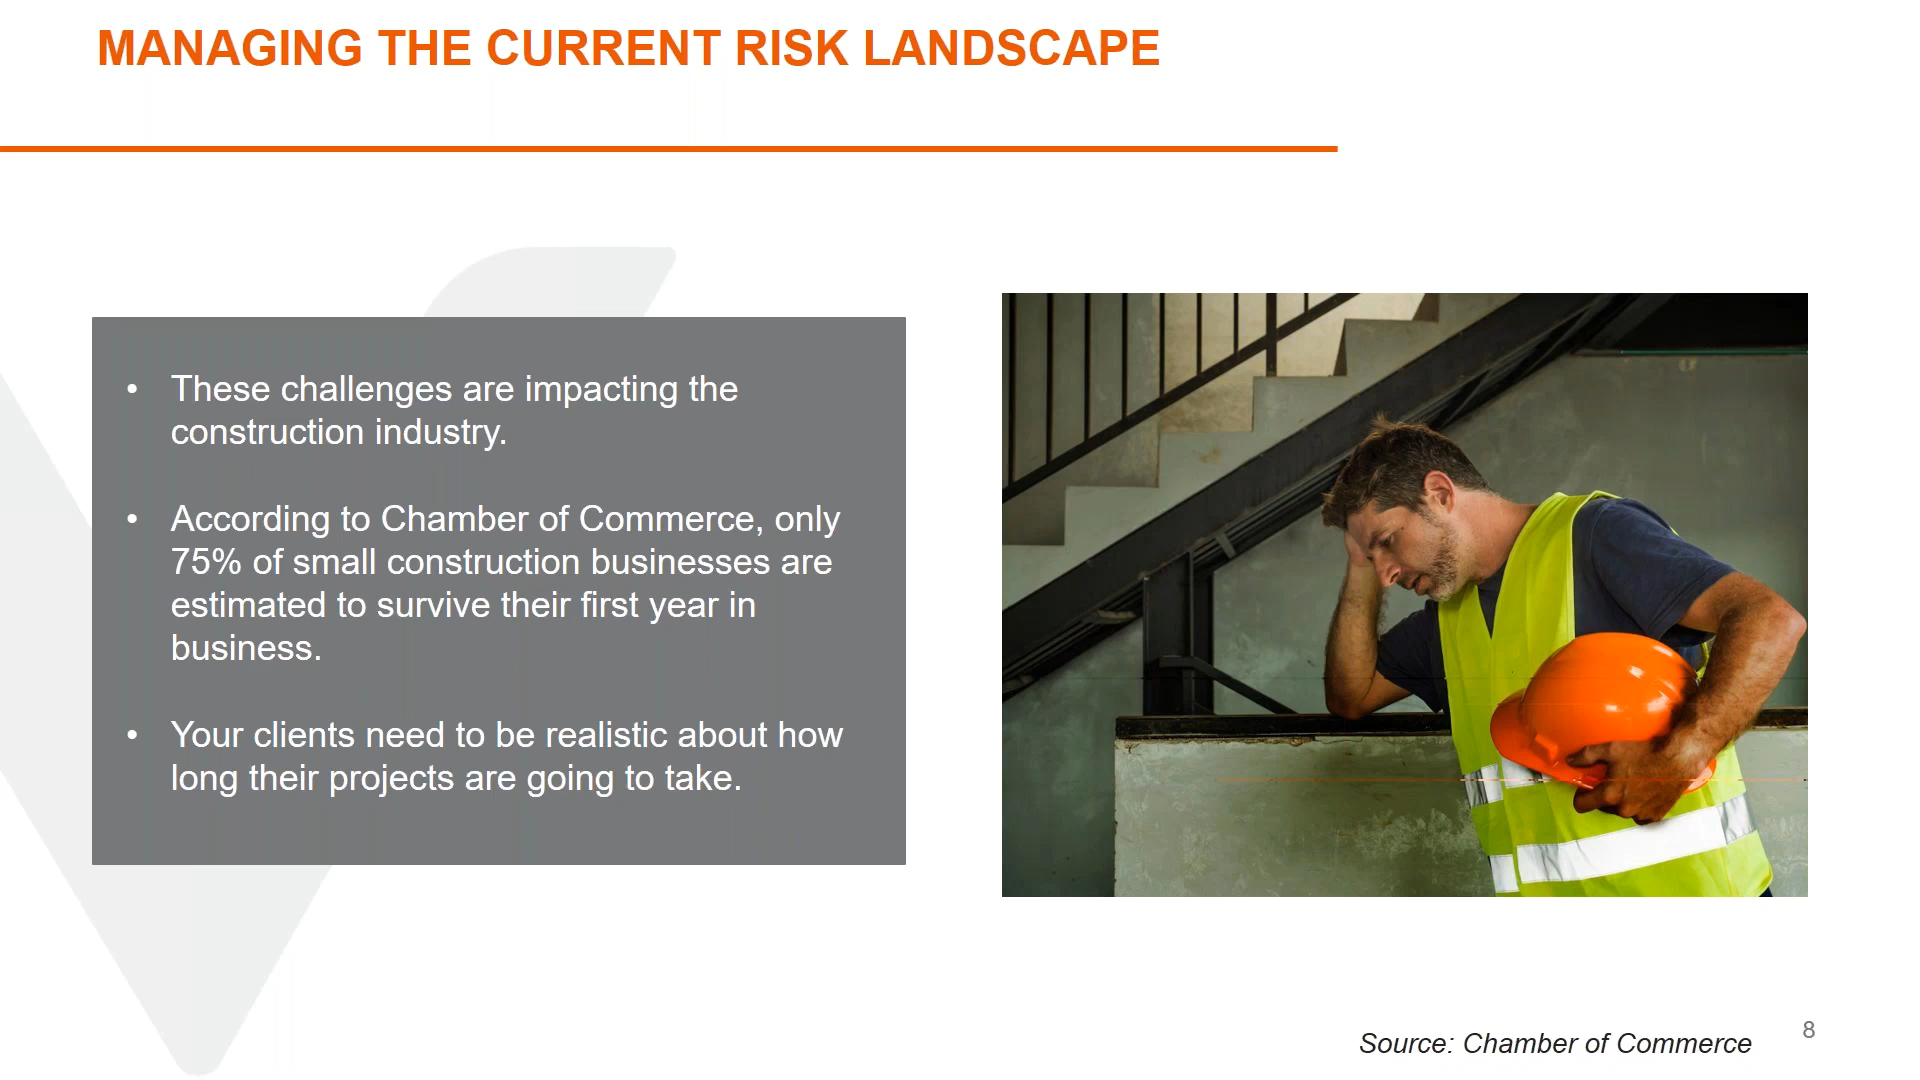 MANAGING THE CURRENT RISK LANDSCAPE
• These challenges are impacting the
construction industry.
• According to Chamber of Commerce, only
75% of small construction businesses are
estimated to survive their first year in
business.
• Your clients need to be realistic about how
long their projects are going to take.
Source: Chamber of Commerce
8